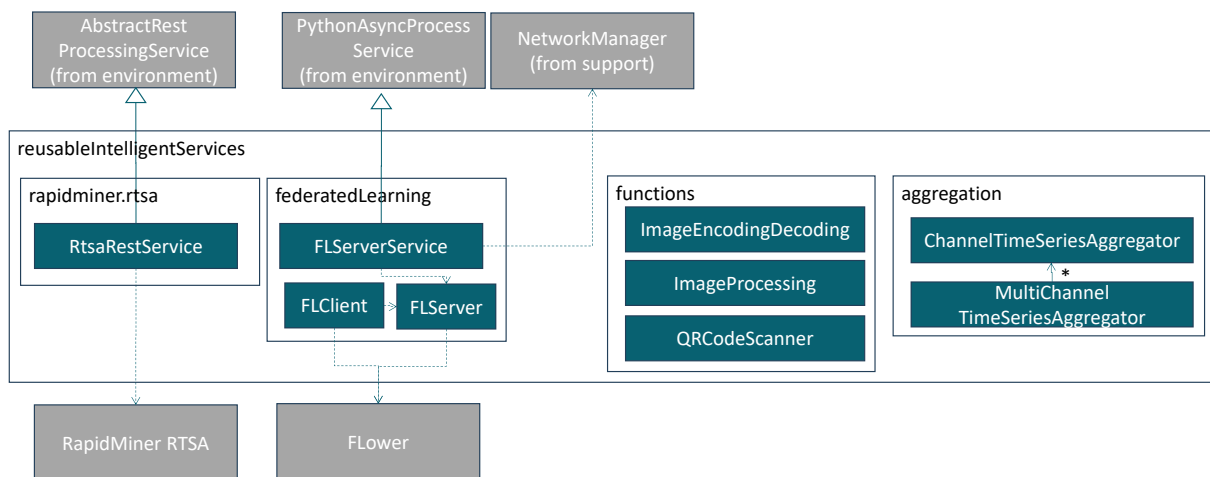 AbstractRest
ProcessingService
(from environment)
PythonAsyncProcess
Service
(from environment)
NetworkManager
(from support)
reusableIntelligentServices
rapidminer.rtsa
RtsaRestService
federatedLearning
FLServerService
FLClient
FLServer
functions
ImageEncodingDecoding
ImageProcessing
QRCodeScanner
aggregation
ChannelTimeSeriesAggregator
*
MultiChannel
TimeSeriesAggregator
RapidMiner RTSA
FLower